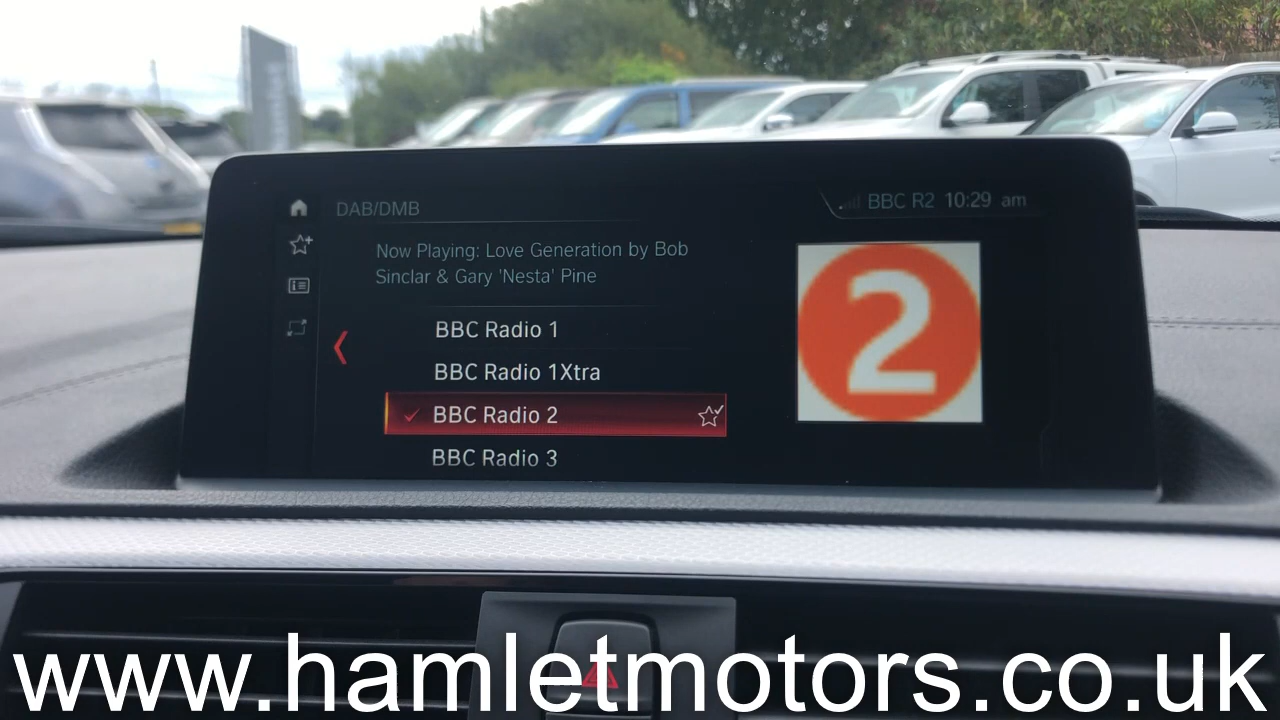 DAB/DMB
BBC R2 10:29 am
Now Playing: Love Generation by Bob
Sinclar & Gary 'Nesta' Pine
BBC Radio 1
BBC Radio 1Xtra
BBC Radio 2
BBC Radio 3
2
www.hamletmotors.co.uk